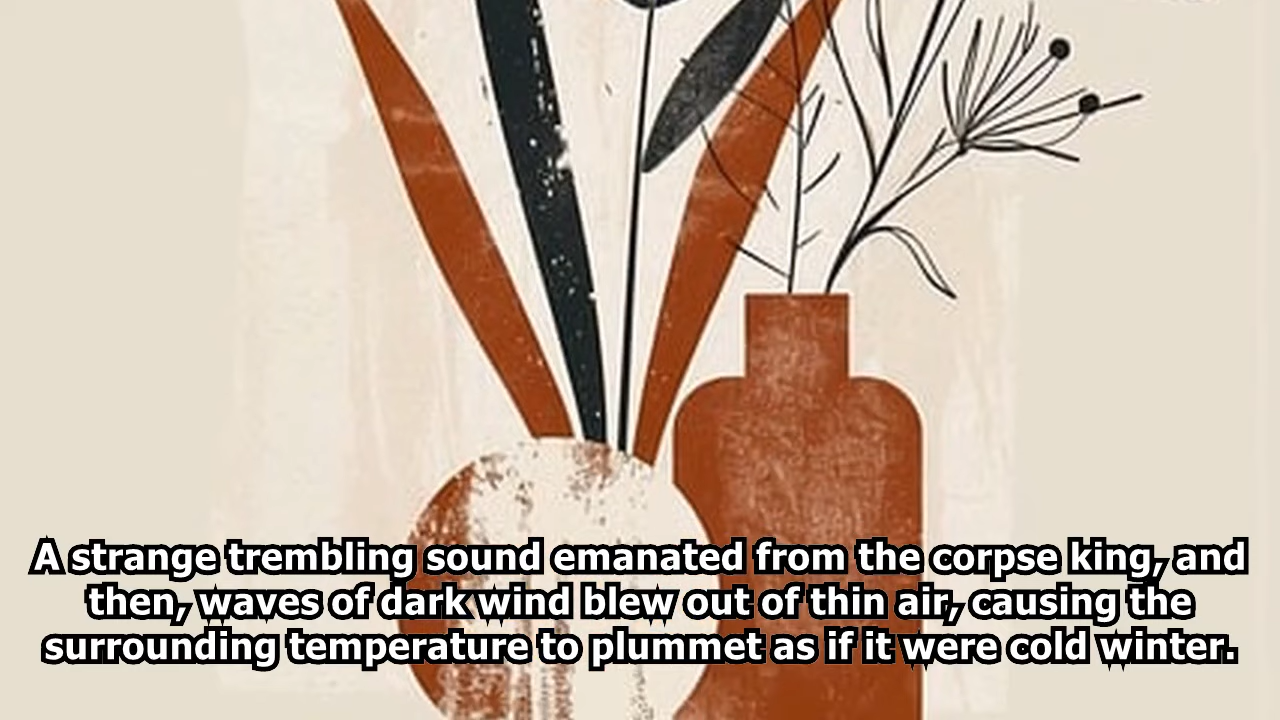 A strange trembling sound emanated from the corpse king, and
then, waves of dark wind blew out of thin air, causing the
surrounding temperature to plummet as if it were cold winter.